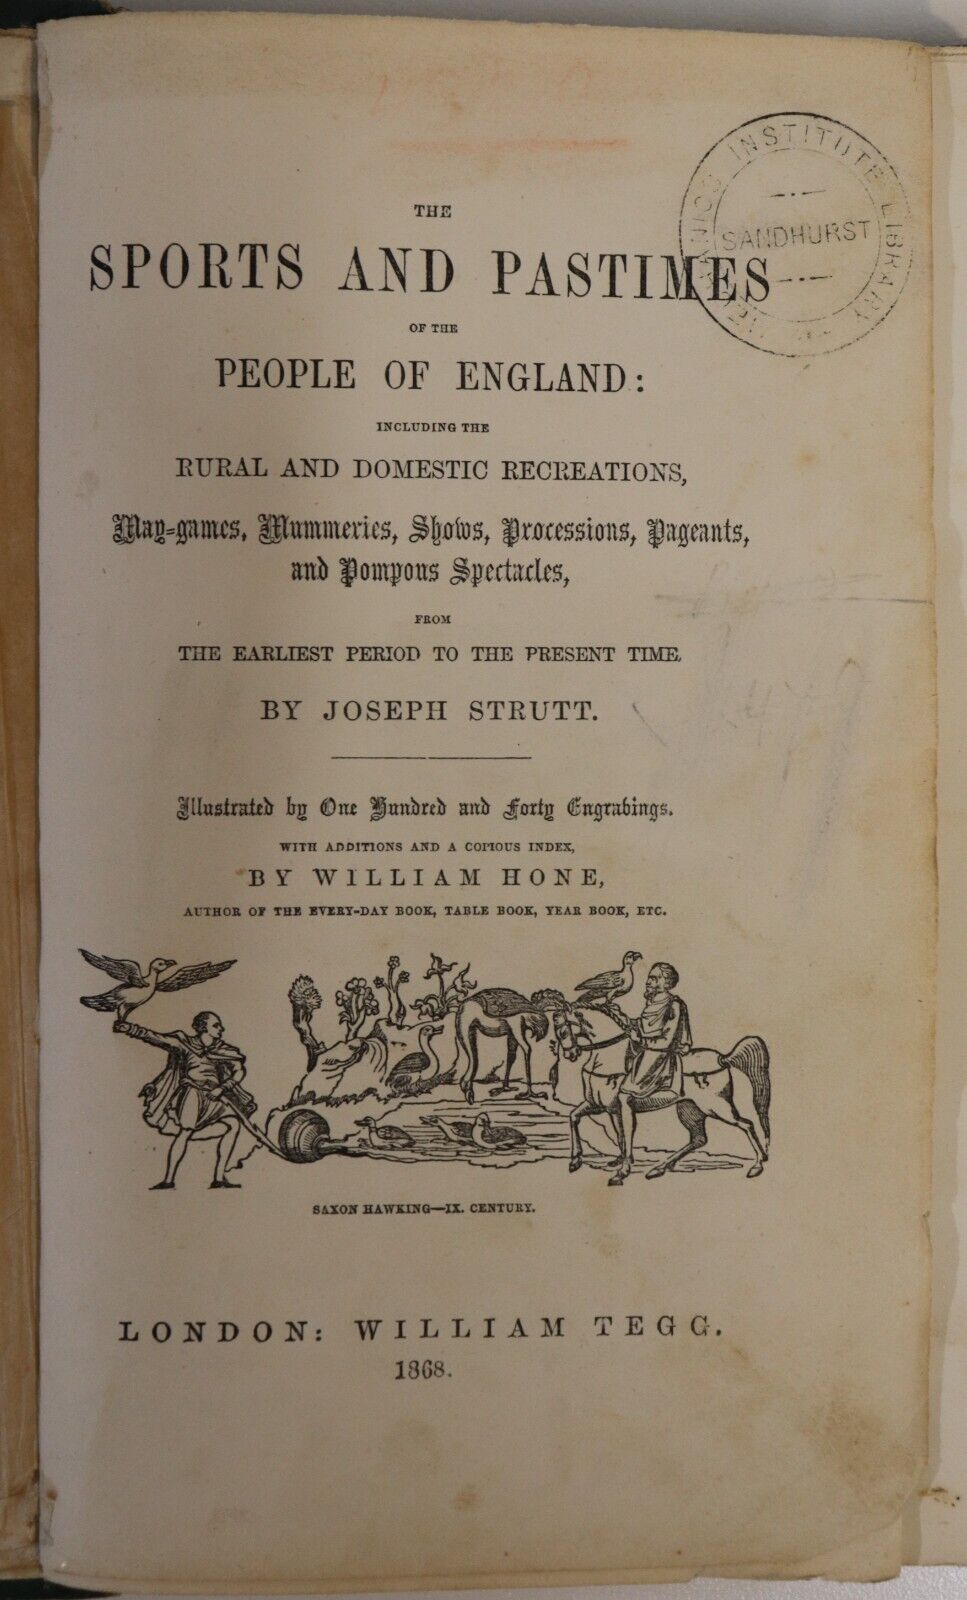 THE
SPORTS AND PASTIMES
OF THE
PEOPLE OF ENGLAND:
INCLUDING THE
RURAL AND DOMESTIC RECREATIONS,
May-games, Mummeries, Shows, Processions, Pageants,
and Pompous Spectacles,
FROM
THE EARLIEST PERIOD TO THE PRESENT TIME.
BY JOSEPH STRUTT.
Illustrated by One Hundred and Forty Engravings.
WITH ADDITIONS AND A COPIOUS INDEX,
BY WILLIAM HONE,
AUTHOR OF THE EVERY-DAY BOOK, TABLE BOOK, YEAR BOOK, ETC.
SAXON HAWKING—IX. CENTURY.
LONDON: WILLIAM TEGG.
1868.
MECHANICS INSTITUTE LIBRARY
SANDHURST